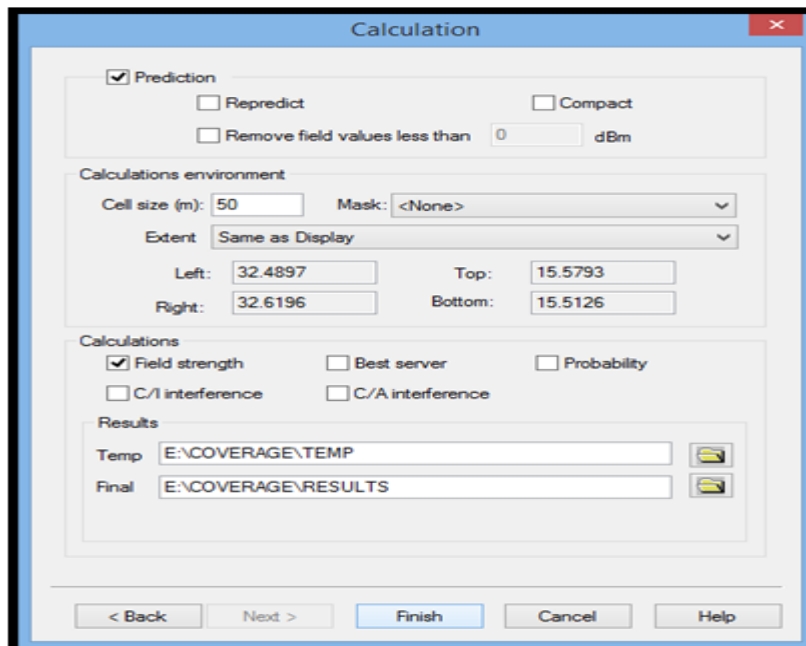 Calculation
Prediction
Repredict Compact
Remove field values less than 0 dBm
Calculations environment
Cell size (m): 50 Mask: <None>
Extent Same as Display
Left: 32.4897 Top: 15.5793
Right: 32.6196 Bottom: 15.5126
Calculations
Field strength Best server Probability
C/I interference C/A interference
Results
Temp E:\COVERAGE\TEMP
Final E:\COVERAGE\RESULTS
< Back Next > Finish Cancel Help